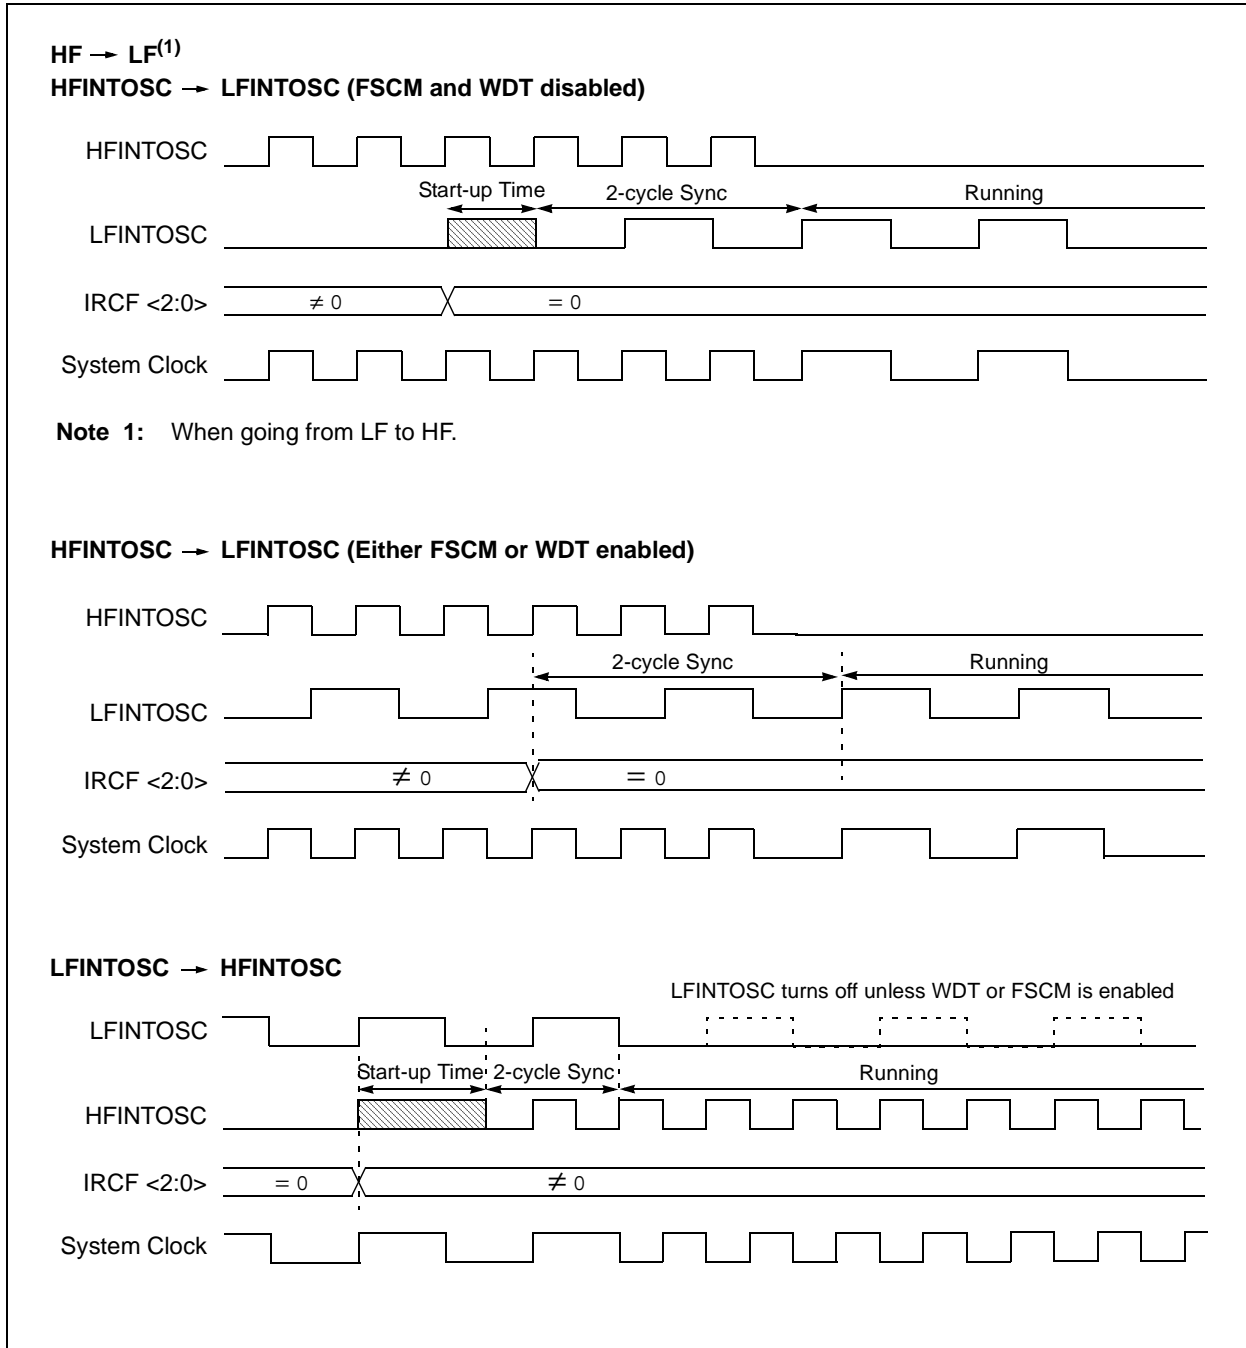 HF → LF(1)
HFINTOSC → LFINTOSC (FSCM and WDT disabled)
HFINTOSC
Start-up Time 2-cycle Sync Running
LFINTOSC
IRCF <2:0> ≠ 0 = 0
System Clock
Note 1: When going from LF to HF.
HFINTOSC → LFINTOSC (Either FSCM or WDT enabled)
HFINTOSC
2-cycle Sync Running
LFINTOSC
IRCF <2:0> ≠ 0 = 0
System Clock
LFINTOSC → HFINTOSC
LFINTOSC turns off unless WDT or FSCM is enabled
LFINTOSC
Start-up Time 2-cycle Sync Running
HFINTOSC
IRCF <2:0> = 0 ≠ 0
System Clock